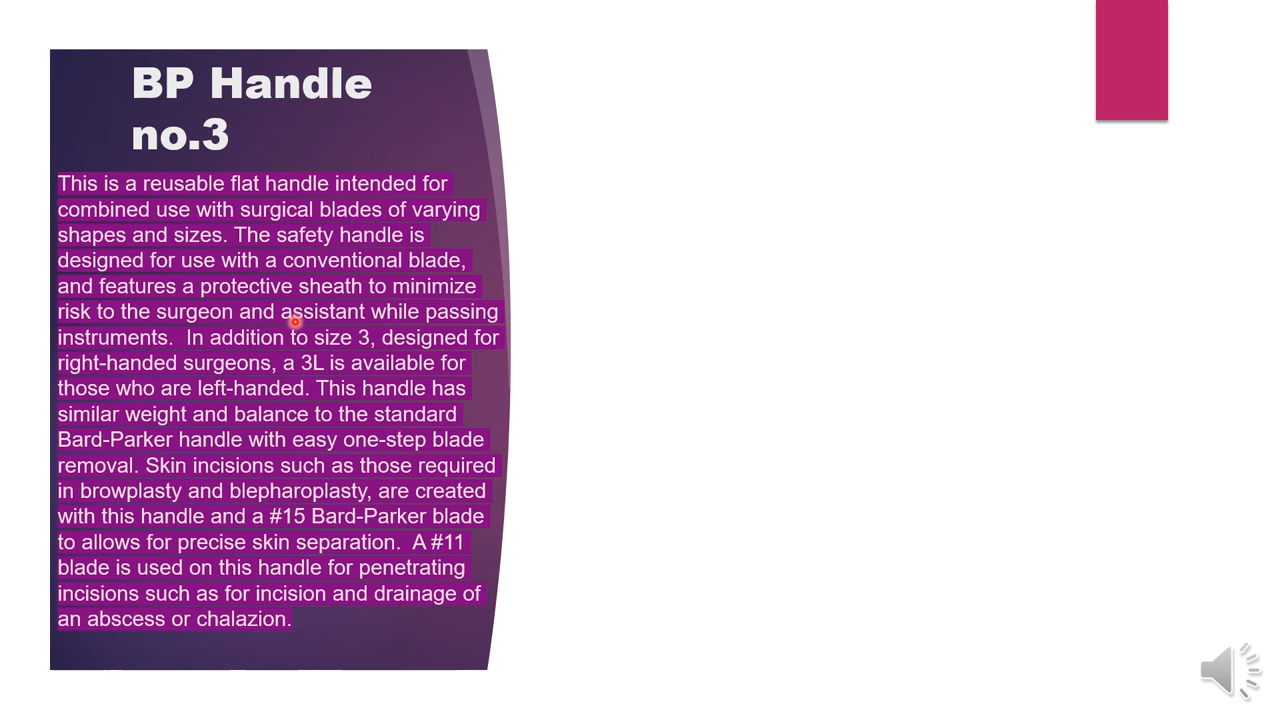 BP Handle
no.3
This is a reusable flat handle intended for
combined use with surgical blades of varying
shapes and sizes. The safety handle is
designed for use with a conventional blade,
and features a protective sheath to minimize
risk to the surgeon and assistant while passing
instruments.  In addition to size 3, designed for
right-handed surgeons, a 3L is available for
those who are left-handed. This handle has
similar weight and balance to the standard
Bard-Parker handle with easy one-step blade
removal. Skin incisions such as those required
in browplasty and blepharoplasty, are created
with this handle and a #15 Bard-Parker blade
to allows for precise skin separation.  A #11
blade is used on this handle for penetrating
incisions such as for incision and drainage of
an abscess or chalazion.